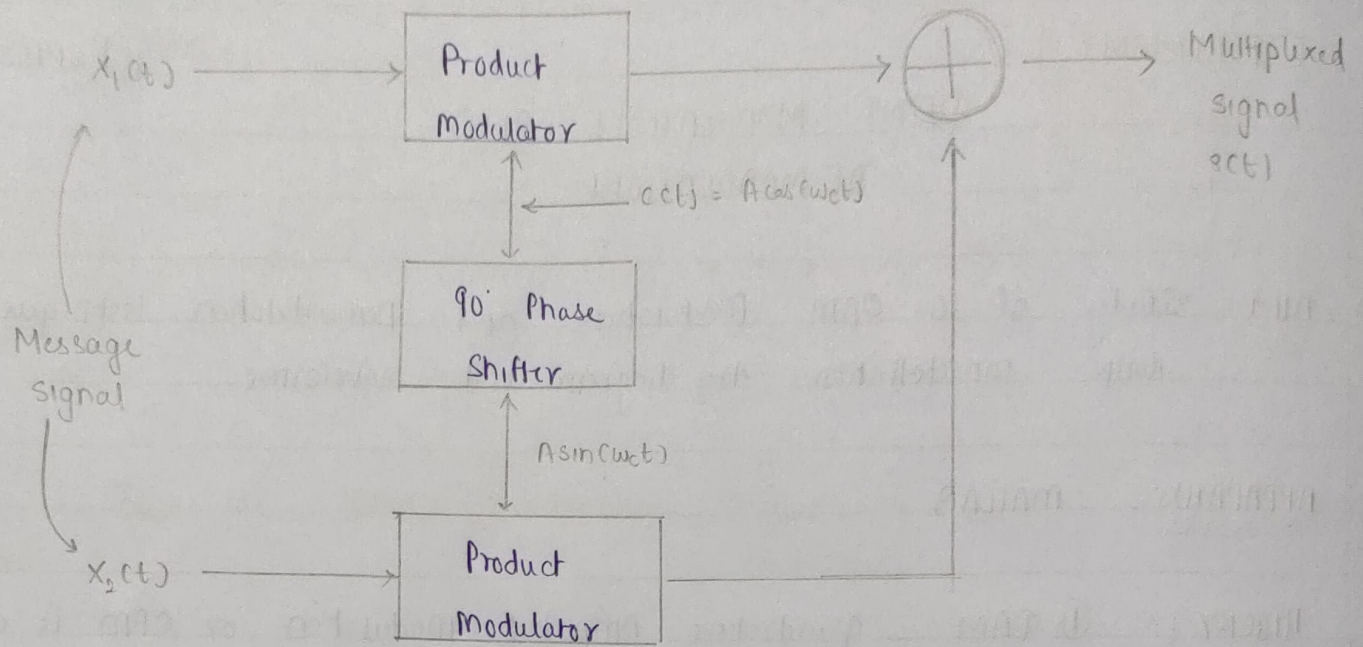 X₁(t)
Product
Modulator
Multiplexed
signal
s(t)
c(t) = A cos(wct)
90° Phase
Shifter
Message
signal
A sin(wct)
X₂(t)
Product
Modulator